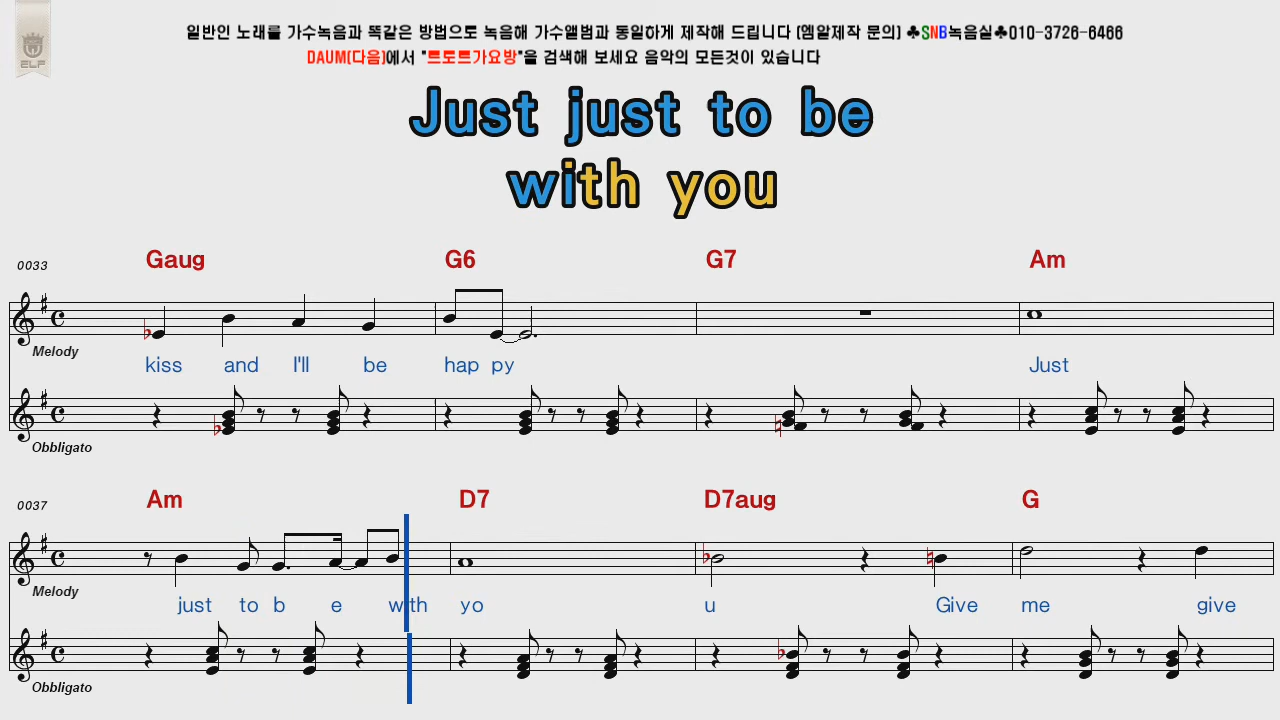 일반인 노래를 가수녹음과 똑같은 방법으로 녹음해 가수앨범과 동일하게 제작해 드립니다 (엠알제작 문의) ♣SNB녹음실♣010-3726-6466
DAUM(다음)에서 "트로트가요방"을 검색해 보세요 음악의 모든것이 있습니다
ELF
Just just to be
with you
Gaug G6 G7 Am
0033
Melody
kiss and I'll be hap py Just
Obbligato
Am D7 D7aug G
0037
Melody
just to b e with yo u Give me give
Obbligato